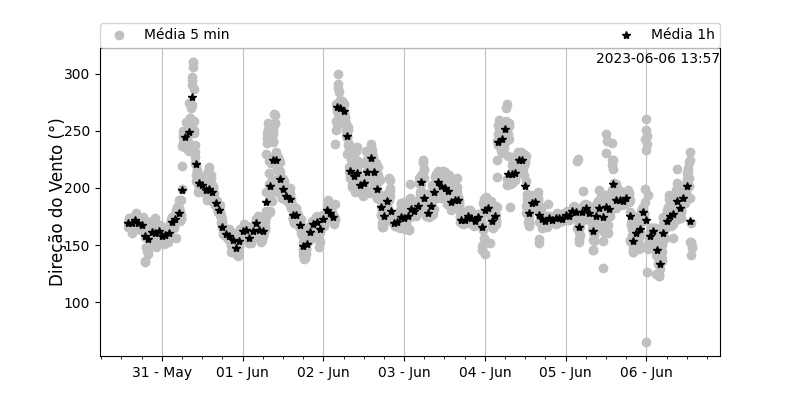 Média 5 min
Média 1h
2023-06-06 13:57
Direção do Vento (°)
300
250
200
150
100
31 - May
01 - Jun
02 - Jun
03 - Jun
04 - Jun
05 - Jun
06 - Jun